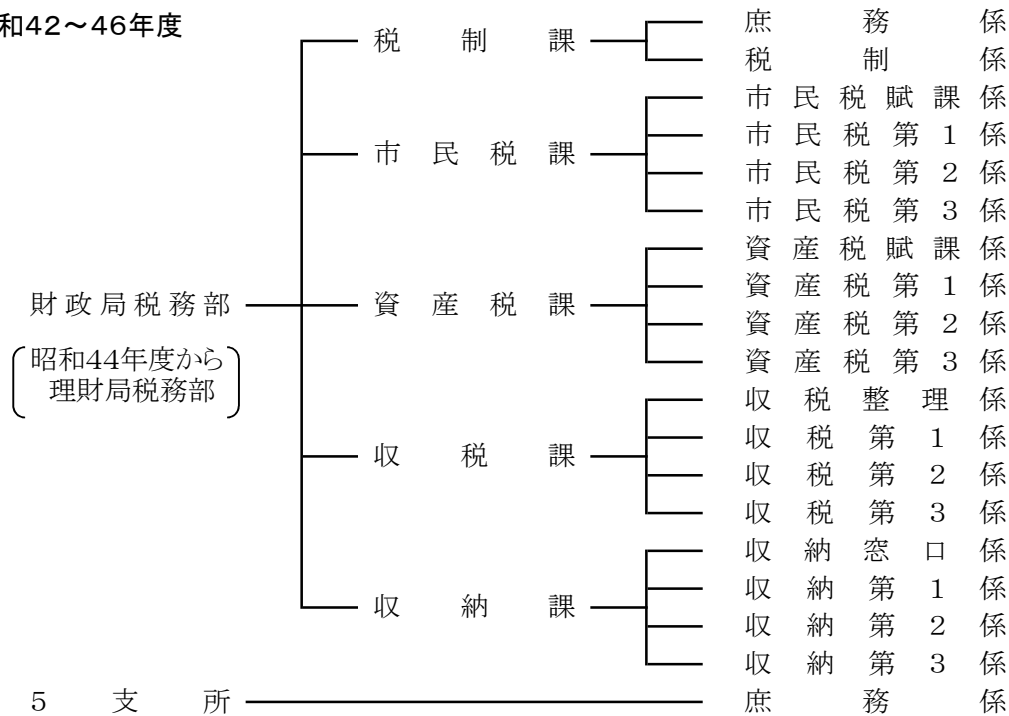 和42～46年度
税制課
庶務係
税制係
市民税課
市民税賦課係
市民税第1係
市民税第2係
市民税第3係
財政局税務部
(昭和44年度から
理財局税務部)
資産税課
資産税賦課係
資産税第1係
資産税第2係
資産税第3係
収税課
収税整理係
収税第1係
収税第2係
収税第3係
収納課
収納窓口係
収納第1係
収納第2係
収納第3係
5支所
庶務係